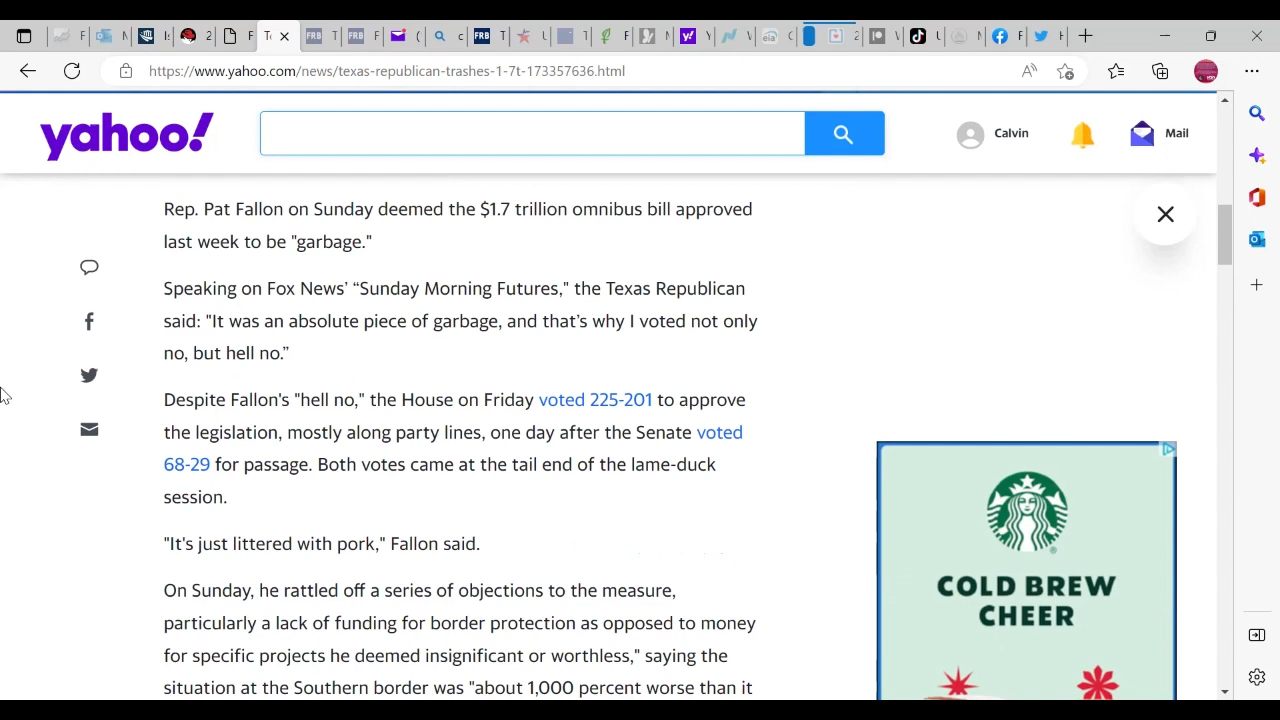 https://www.yahoo.com/news/texas-republican-trashes-1-7t-173357636.html
yahoo!
Calvin
Mail
Rep. Pat Fallon on Sunday deemed the $1.7 trillion omnibus bill approved
last week to be "garbage."
Speaking on Fox News’ “Sunday Morning Futures," the Texas Republican
said: "It was an absolute piece of garbage, and that’s why I voted not only
no, but hell no.”
Despite Fallon's "hell no," the House on Friday voted 225-201 to approve
the legislation, mostly along party lines, one day after the Senate voted
68-29 for passage. Both votes came at the tail end of the lame-duck
session.
"It's just littered with pork," Fallon said.
On Sunday, he rattled off a series of objections to the measure,
particularly a lack of funding for border protection as opposed to money
for specific projects he deemed insignificant or worthless," saying the
situation at the Southern border was "about 1,000 percent worse than it
COLD BREW
CHEER